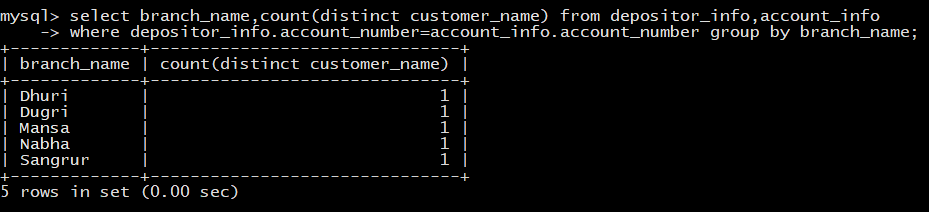 mysql> select branch_name,count(distinct customer_name) from depositor_info,account_info
    -> where depositor_info.account_number=account_info.account_number group by branch_name;
+-------------+-------------------------------+
| branch_name | count(distinct customer_name) |
+-------------+-------------------------------+
| Dhuri       |                             1 |
| Dugri       |                             1 |
| Mansa       |                             1 |
| Nabha       |                             1 |
| Sangrur     |                             1 |
+-------------+-------------------------------+
5 rows in set (0.00 sec)